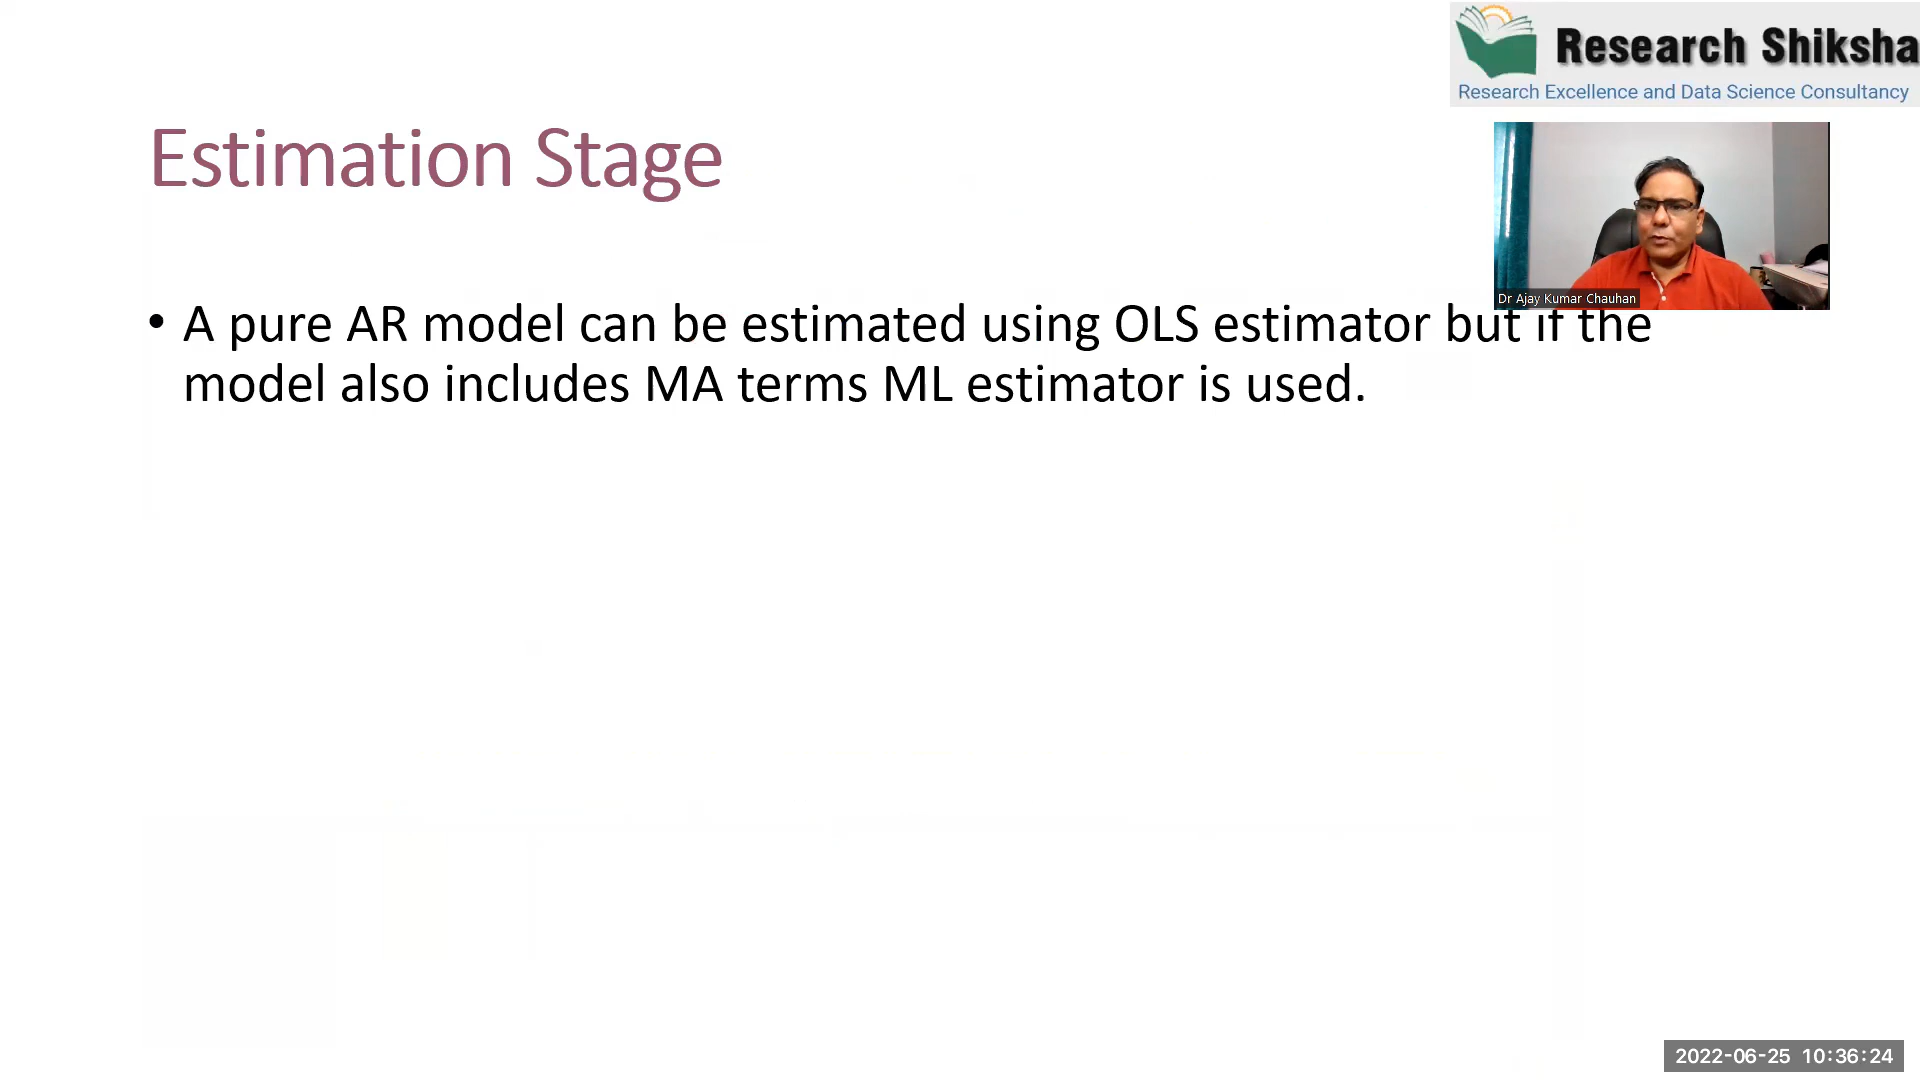 Research Shiksha
Research Excellence and Data Science Consultancy
Estimation Stage
Dr Ajay Kumar Chauhan
• A pure AR model can be estimated using OLS estimator but if the
model also includes MA terms ML estimator is used.
2022-06-25 10:36:24